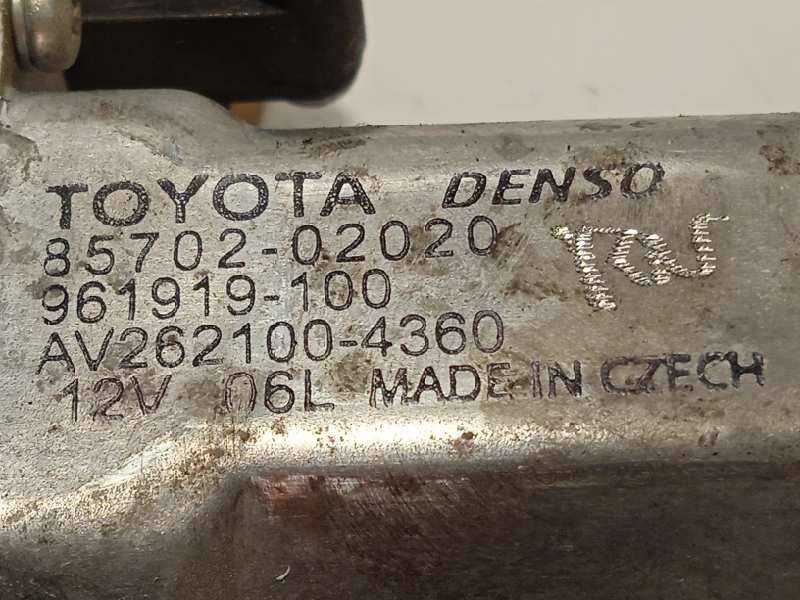 TOYOTA DENSO
85702-02020
961919-100
AV262100-4360
12V 06L MADE IN CZECH